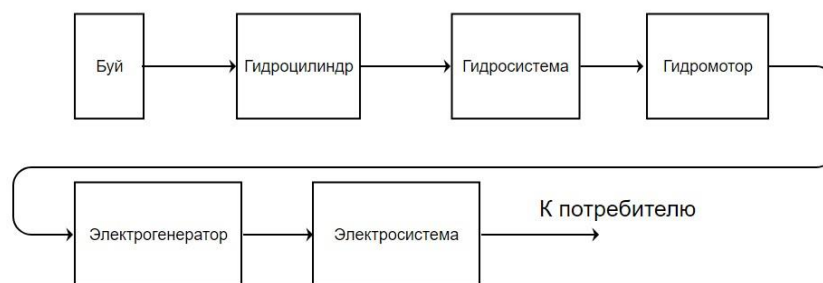 Буй
Гидроцилиндр
Гидросистема
Гидромотор
Электрогенератор
Электросистема
К потребителю